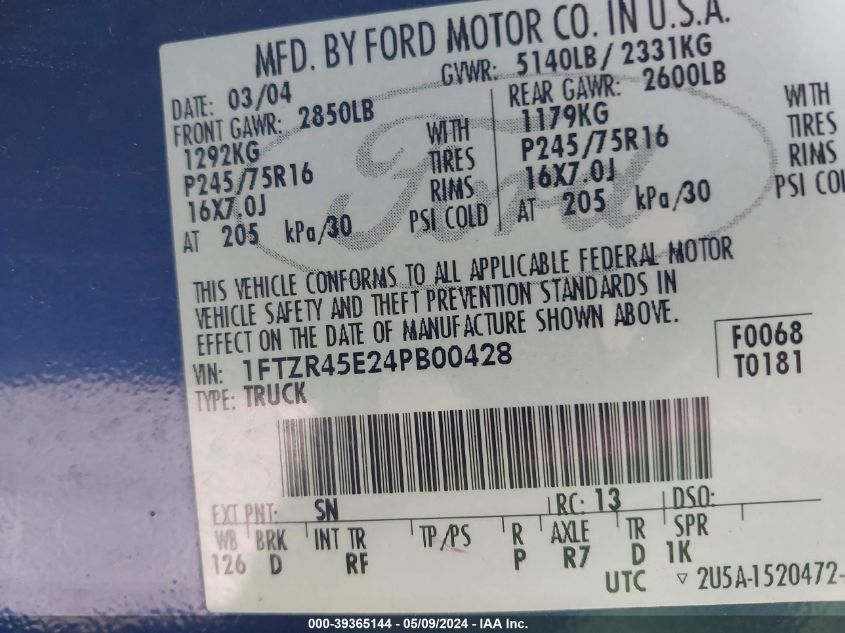 MFD. BY FORD MOTOR CO. IN U.S.A.
DATE: 03/04 GVWR: 5140LB/ 2331KG
FRONT GAWR: 2850LB REAR GAWR: 2600LB
1292KG WITH 1179KG WITH
P245/75R16 TIRES P245/75R16 TIRES
16X7.0J RIMS 16X7.0J RIMS
AT 205 kPa/30 PSI COLD AT 205 kPa/30 PSI COL
Ford
THIS VEHICLE CONFORMS TO ALL APPLICABLE FEDERAL MOTOR
VEHICLE SAFETY AND THEFT PREVENTION STANDARDS IN
EFFECT ON THE DATE OF MANUFACTURE SHOWN ABOVE.
VIN: 1FTZR45E24PB00428 F0068
TYPE: TRUCK T0181
EXT PNT: SN RC: 13 DSO:
WB BRK INT TR TP/PS R AXLE TR SPR
126 D RF P R7 D 1K
UTC ▽ 2U5A-1520472-
000-39365144 - 05/09/2024 - IAA Inc.